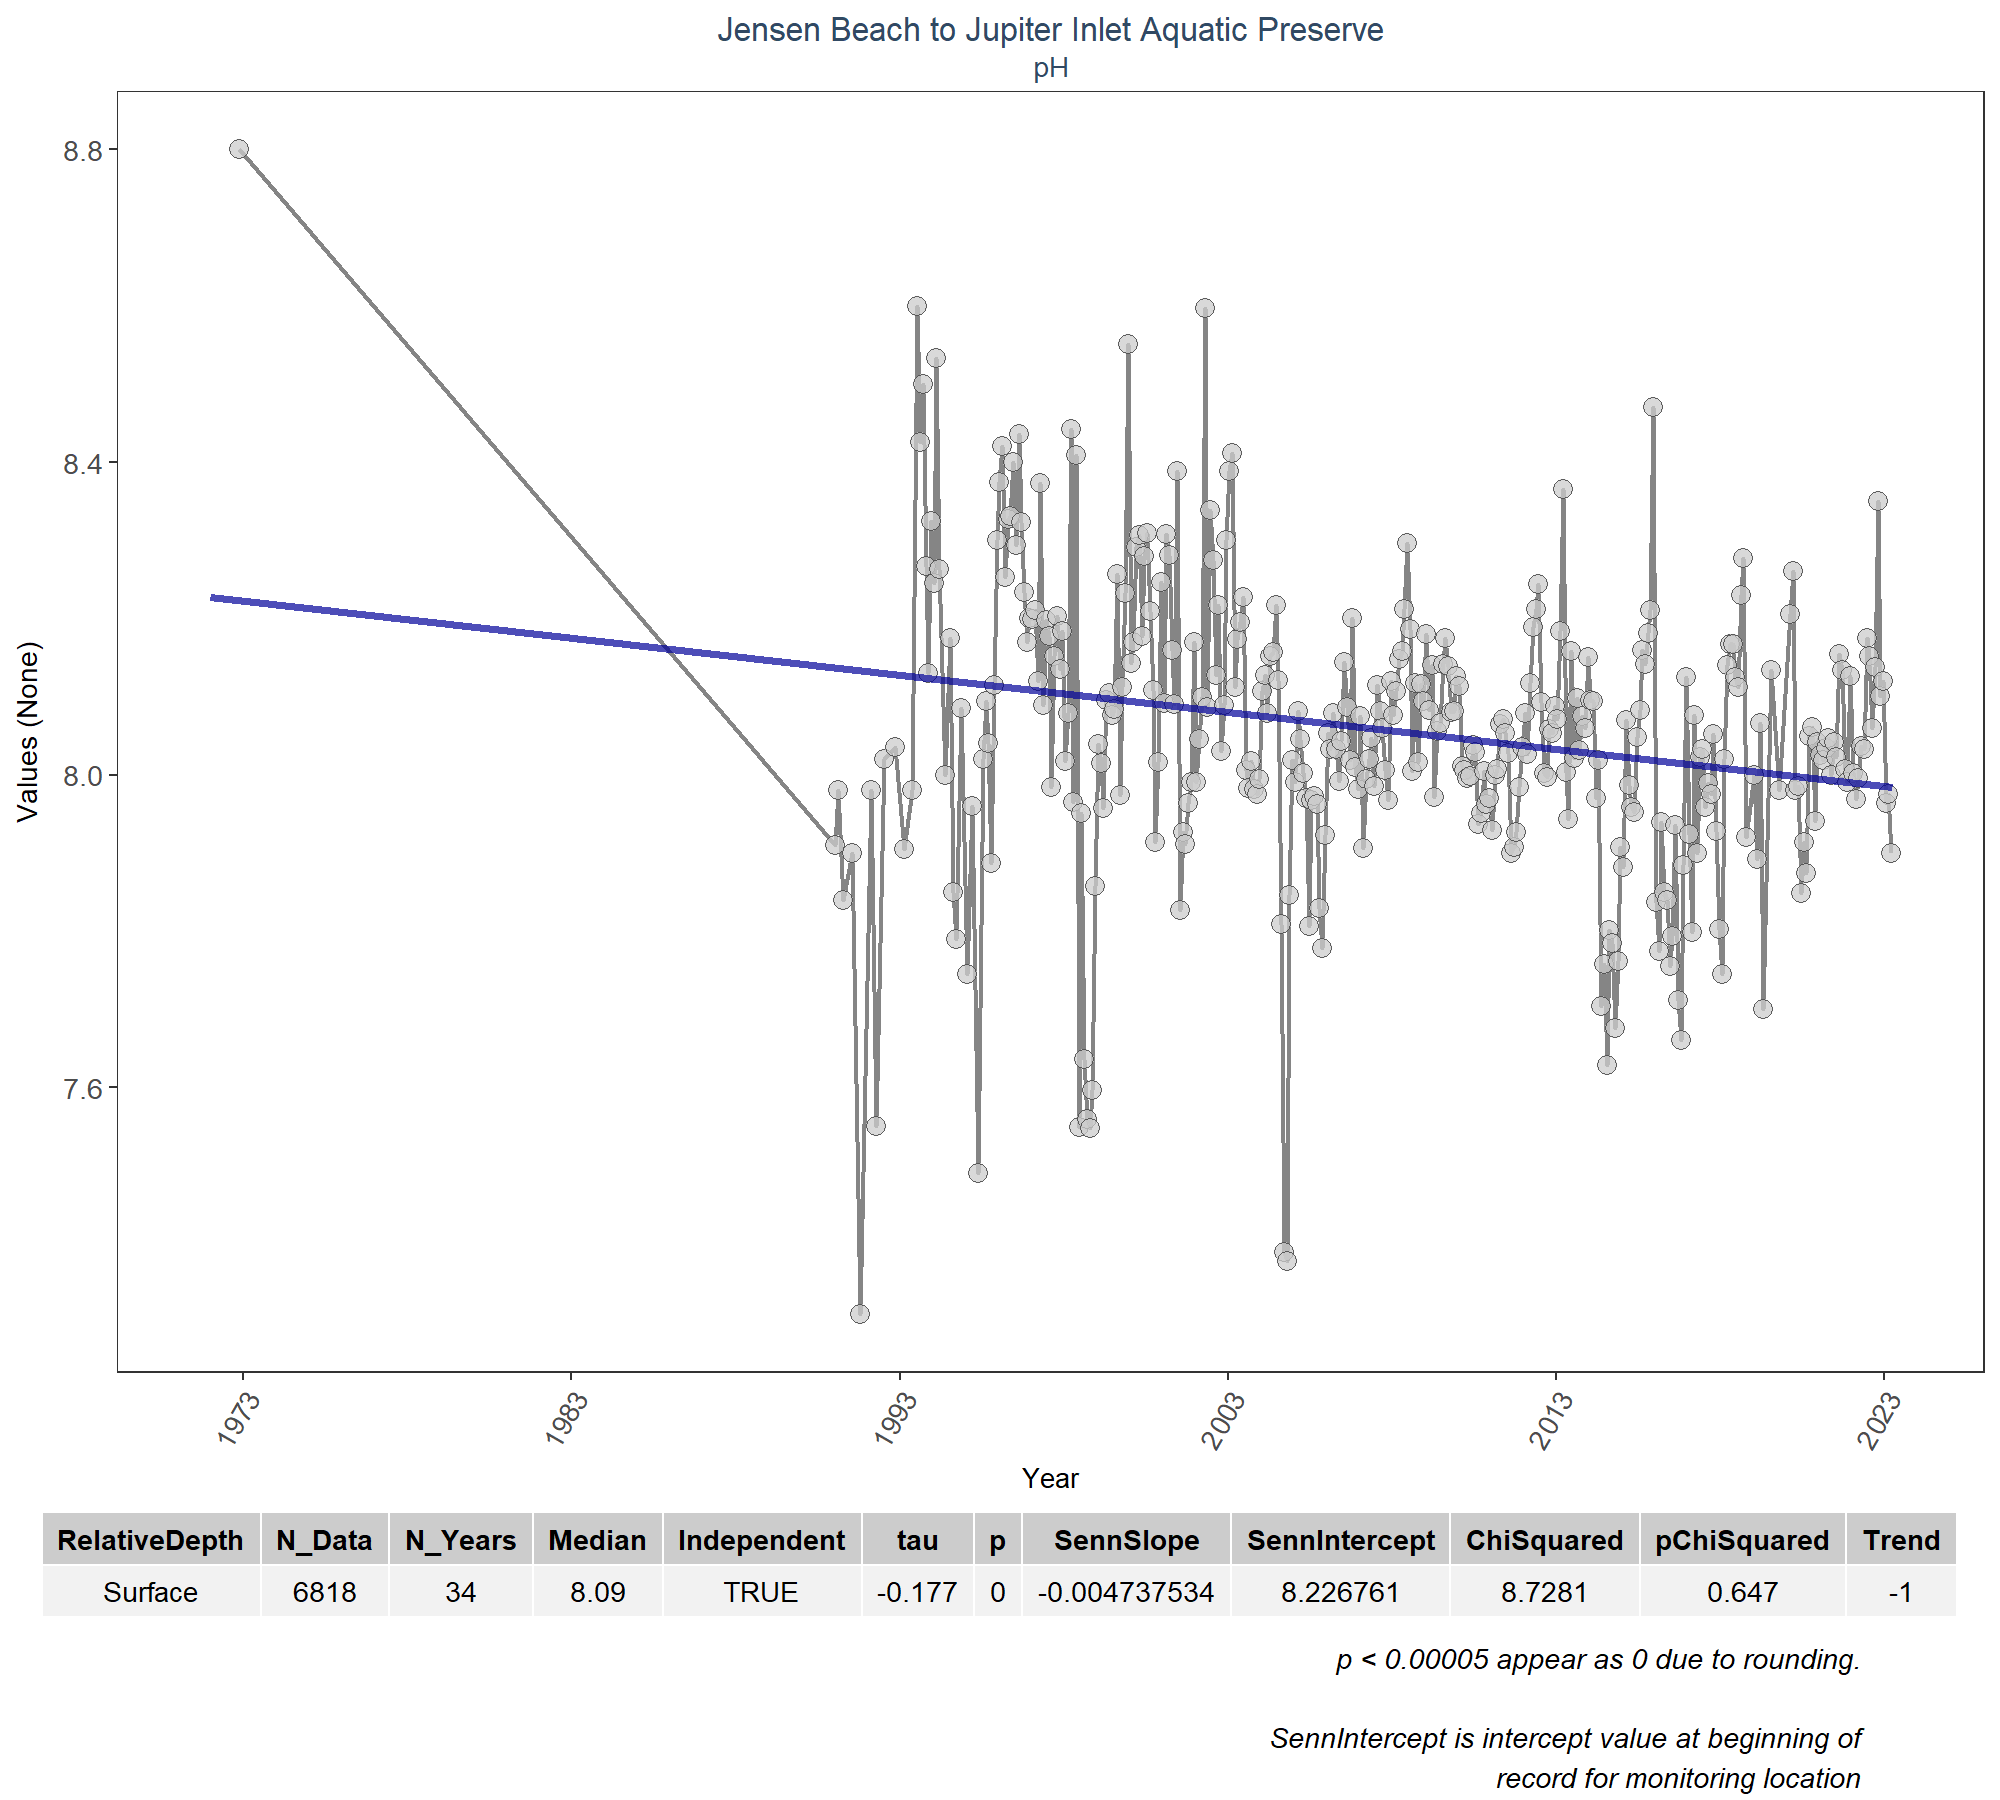 Jensen Beach to Jupiter Inlet Aquatic Preserve
pH
Values (None)
8.8
8.4
8.0
7.6
1973 1983 1993 2003 2013 2023
Year
RelativeDepth N_Data N_Years Median Independent tau p SennSlope SennIntercept ChiSquared pChiSquared Trend
Surface 6818 34 8.09 TRUE -0.177 0 -0.004737534 8.226761 8.7281 0.647 -1
p < 0.00005 appear as 0 due to rounding.
SennIntercept is intercept value at beginning of
record for monitoring location